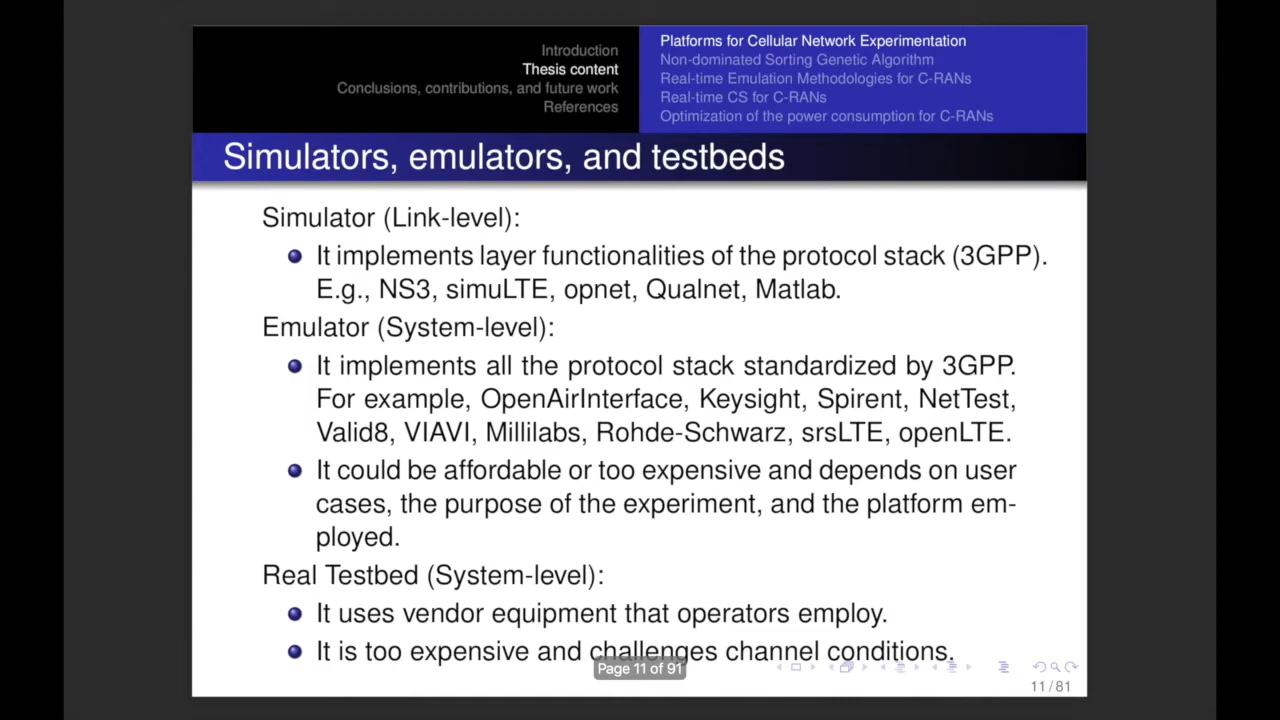 Introduction
Thesis content
Conclusions, contributions, and future work
References
Platforms for Cellular Network Experimentation
Non-dominated Sorting Genetic Algorithm
Real-time Emulation Methodologies for C-RANs
Real-time CS for C-RANs
Optimization of the power consumption for C-RANs
Simulators, emulators, and testbeds
Simulator (Link-level):
It implements layer functionalities of the protocol stack (3GPP).
E.g., NS3, simuLTE, opnet, Qualnet, Matlab.
Emulator (System-level):
It implements all the protocol stack standardized by 3GPP.
For example, OpenAirInterface, Keysight, Spirent, NetTest,
Valid8, VIAVI, Millilabs, Rohde-Schwarz, srsLTE, openLTE.
It could be affordable or too expensive and depends on user
cases, the purpose of the experiment, and the platform em-
ployed.
Real Testbed (System-level):
It uses vendor equipment that operators employ.
It is too expensive and challenges channel conditions.
Page 11 of 91
11/81